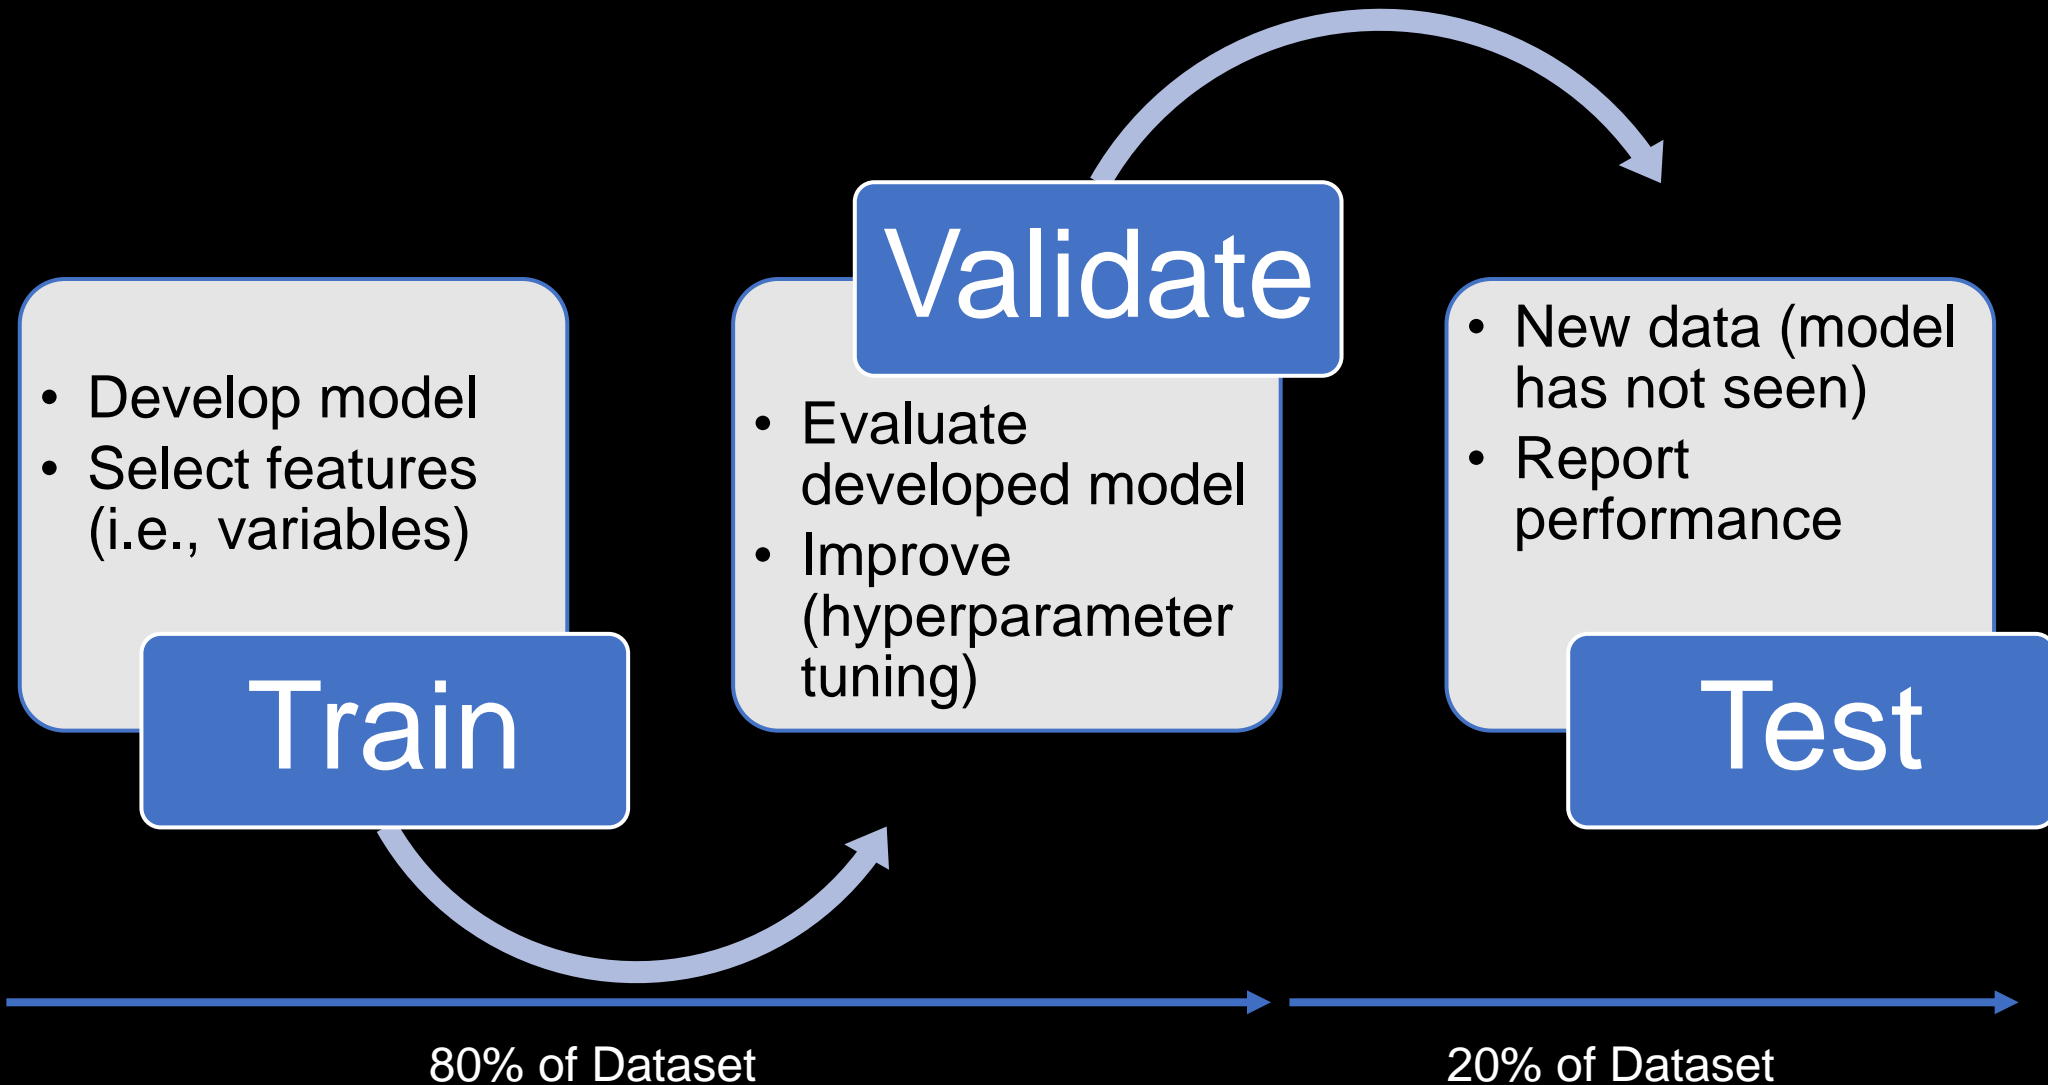 • Develop model
• Select features
(i.e., variables)
Train
Validate
• Evaluate
developed model
• Improve
(hyperparameter
tuning)
• New data (model
has not seen)
• Report
performance
Test
80% of Dataset
20% of Dataset